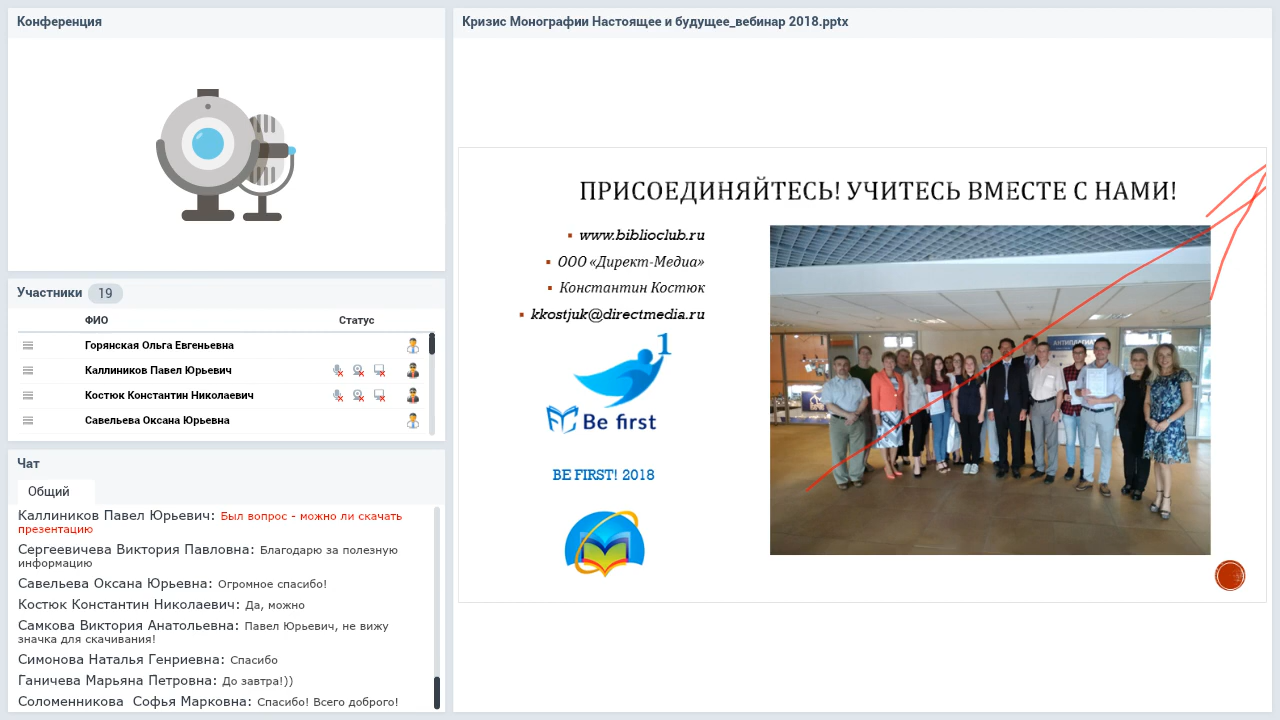 Конференция
Участники 19
ФИО Статус
Горянская Ольга Евгеньевна
Каллиников Павел Юрьевич
Костюк Константин Николаевич
Савельева Оксана Юрьевна
Чат
Общий
Каллиников Павел Юрьевич: Был вопрос - можно ли скачать
презентацию
Сергеевичева Виктория Павловна: Благодарю за полезную
информацию
Савельева Оксана Юрьевна: Огромное спасибо!
Костюк Константин Николаевич: Да, можно
Самкова Виктория Анатольевна: Павел Юрьевич, не вижу
значка для скачивания!
Симонова Наталья Генриевна: Спасибо
Ганичева Марьяна Петровна: До завтра!))
Соломенникова Софья Марковна: Спасибо! Всего доброго!
Кризис Монографии Настоящее и будущее_вебинар 2018.pptx
ПРИСОЕДИНЯЙТЕСЬ! УЧИТЕСЬ ВМЕСТЕ С НАМИ!
www.biblioclub.ru
ООО «Директ-Медиа»
Константин Костюк
kkostjuk@directmedia.ru
1
Be first
BE FIRST! 2018
АНТИПЛАГИАТ